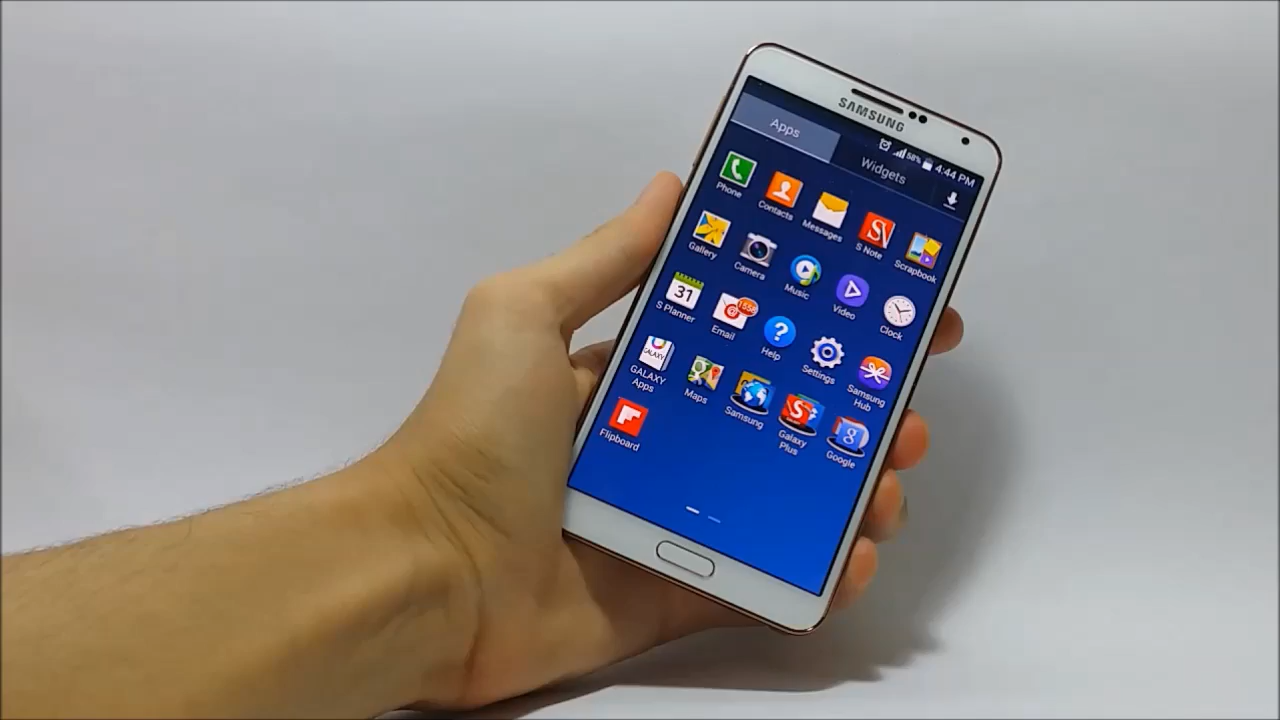 SAMSUNG
58% 4:44 PM
Apps Widgets
Phone Contacts Messages S Note Scrapbook
Gallery Camera Music Video Clock
31
S Planner Email Help Settings Samsung Hub
GALAXY
GALAXY Apps Maps Samsung Galaxy Plus Google
Flipboard